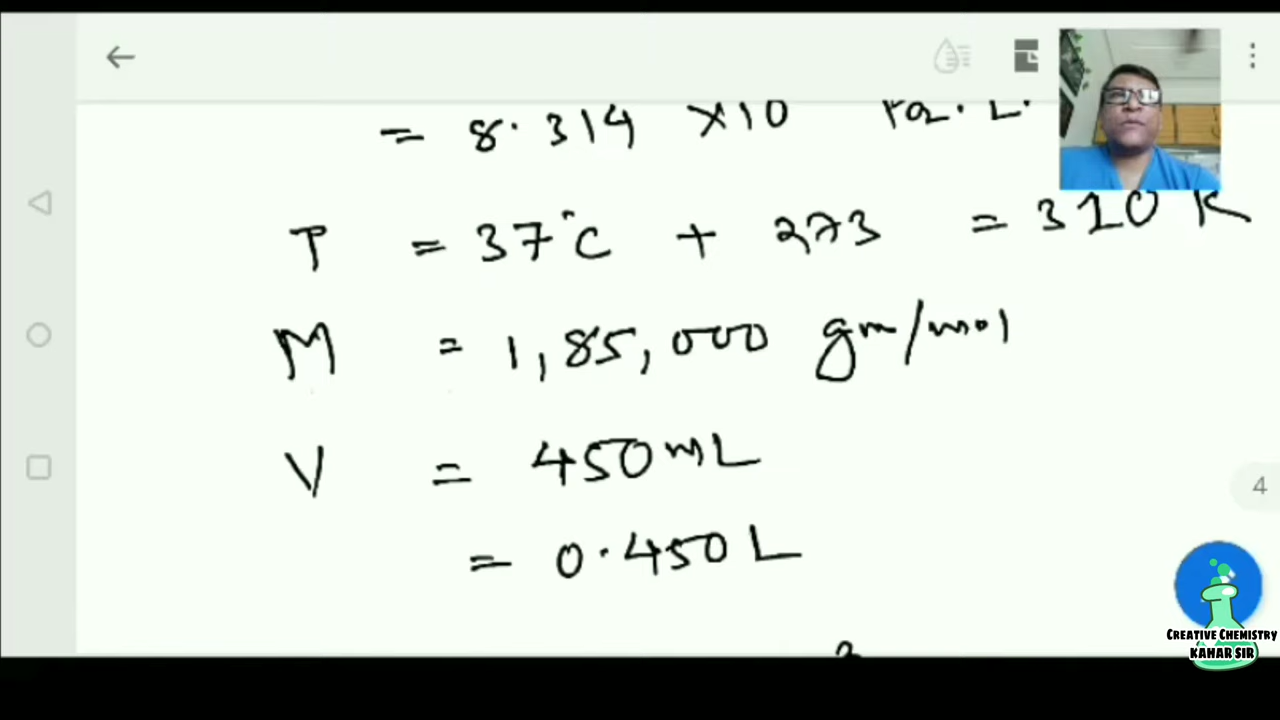 = 8.314 ×10 Pa. L.
T = 37°C + 273 = 310 K
M = 1,85,000 gm/mol
V = 450 mL
= 0.450 L
4
CREATIVE CHEMISTRY
KAHAR SIR